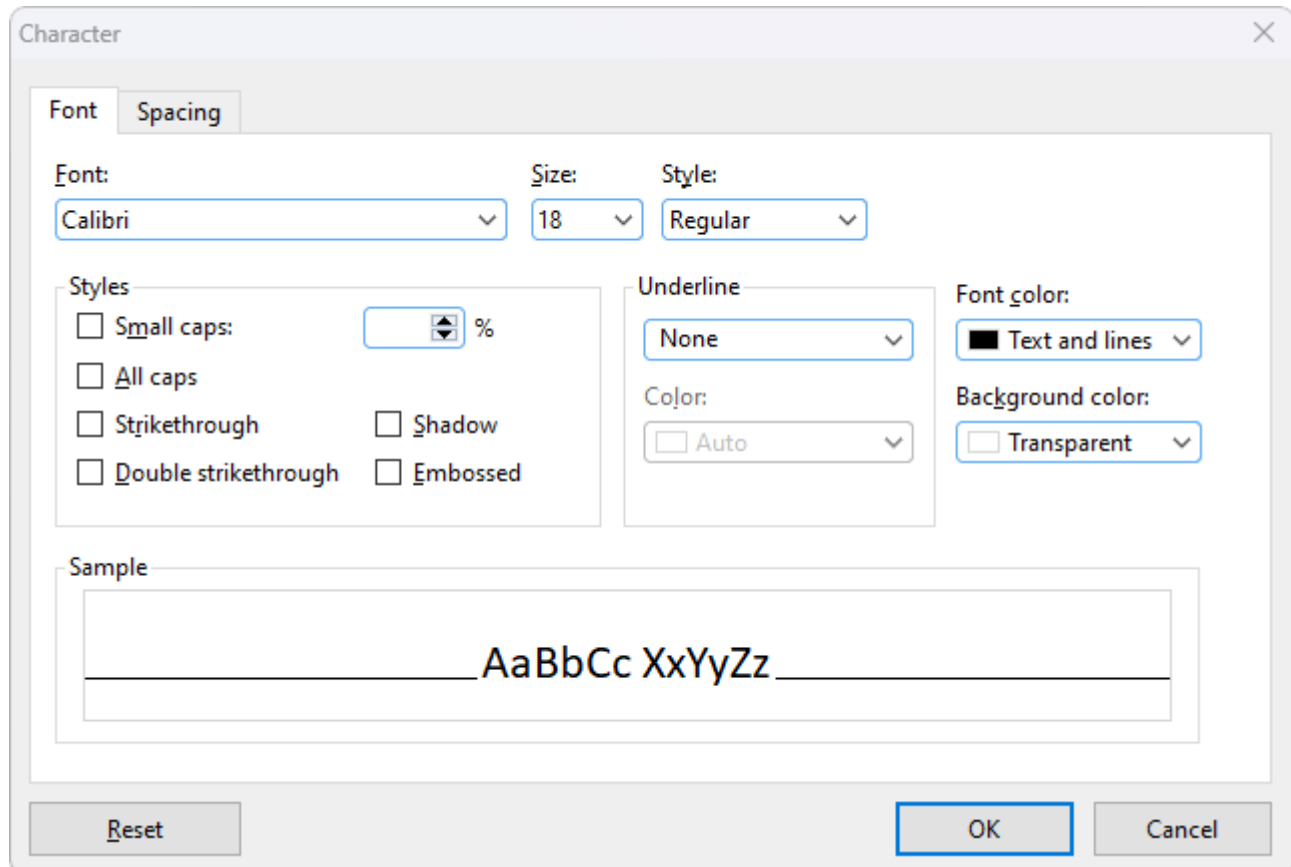 Character
Font Spacing
Font: Size: Style:
Calibri 18 Regular
Styles Underline Font color:
Small caps: % None Text and lines
All caps Color: Background color:
Strikethrough Shadow Auto Transparent
Double strikethrough Embossed
Sample
AaBbCc XxYyZz
Reset OK Cancel